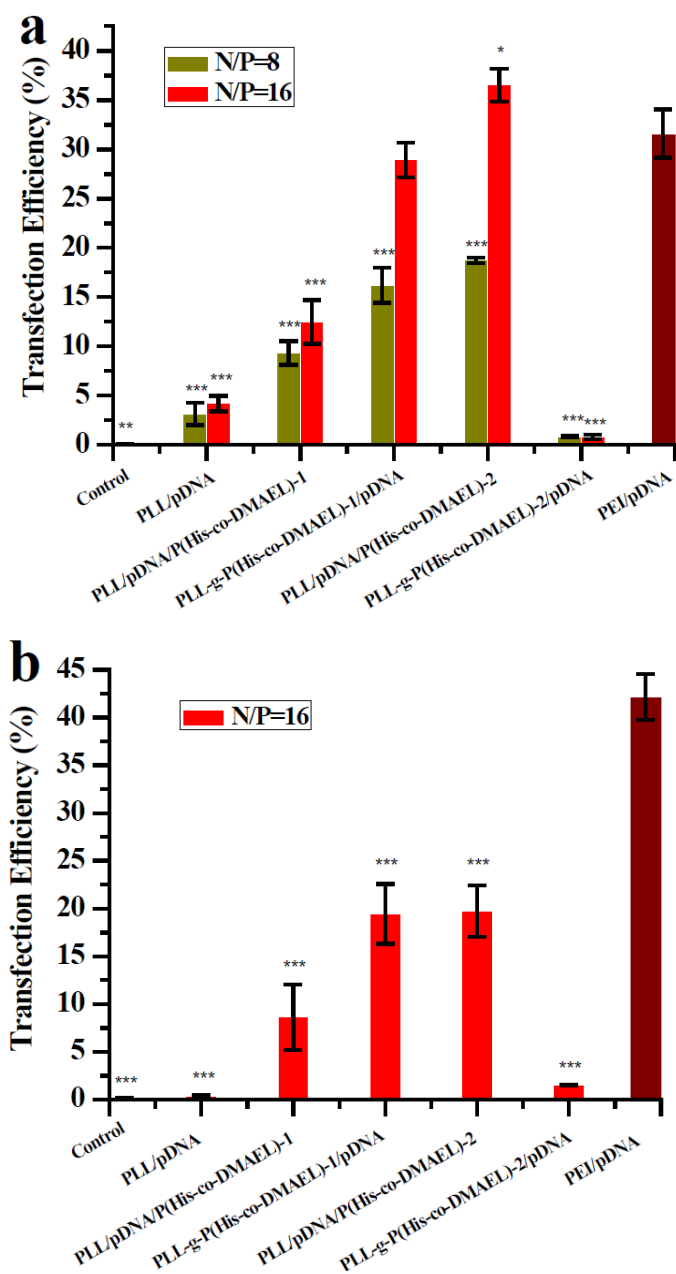 a
Transfection Efficiency (%)
40
35
30
25
20
15
10
5
0
N/P=8
N/P=16
**
***
***
***
***
***
***
*
***
***
Control
PLL/pDNA
PLL/pDNA/P(His-co-DMAEL)-1
PLL-g-P(His-co-DMAEL)-1/pDNA
PLL/pDNA/P(His-co-DMAEL)-2
PLL-g-P(His-co-DMAEL)-2/pDNA
PEI/pDNA
b
Transfection Efficiency (%)
45
40
35
30
25
20
15
10
5
0
N/P=16
***
***
***
***
***
***
Control
PLL/pDNA
PLL/pDNA/P(His-co-DMAEL)-1
PLL-g-P(His-co-DMAEL)-1/pDNA
PLL/pDNA/P(His-co-DMAEL)-2
PLL-g-P(His-co-DMAEL)-2/pDNA
PEI/pDNA